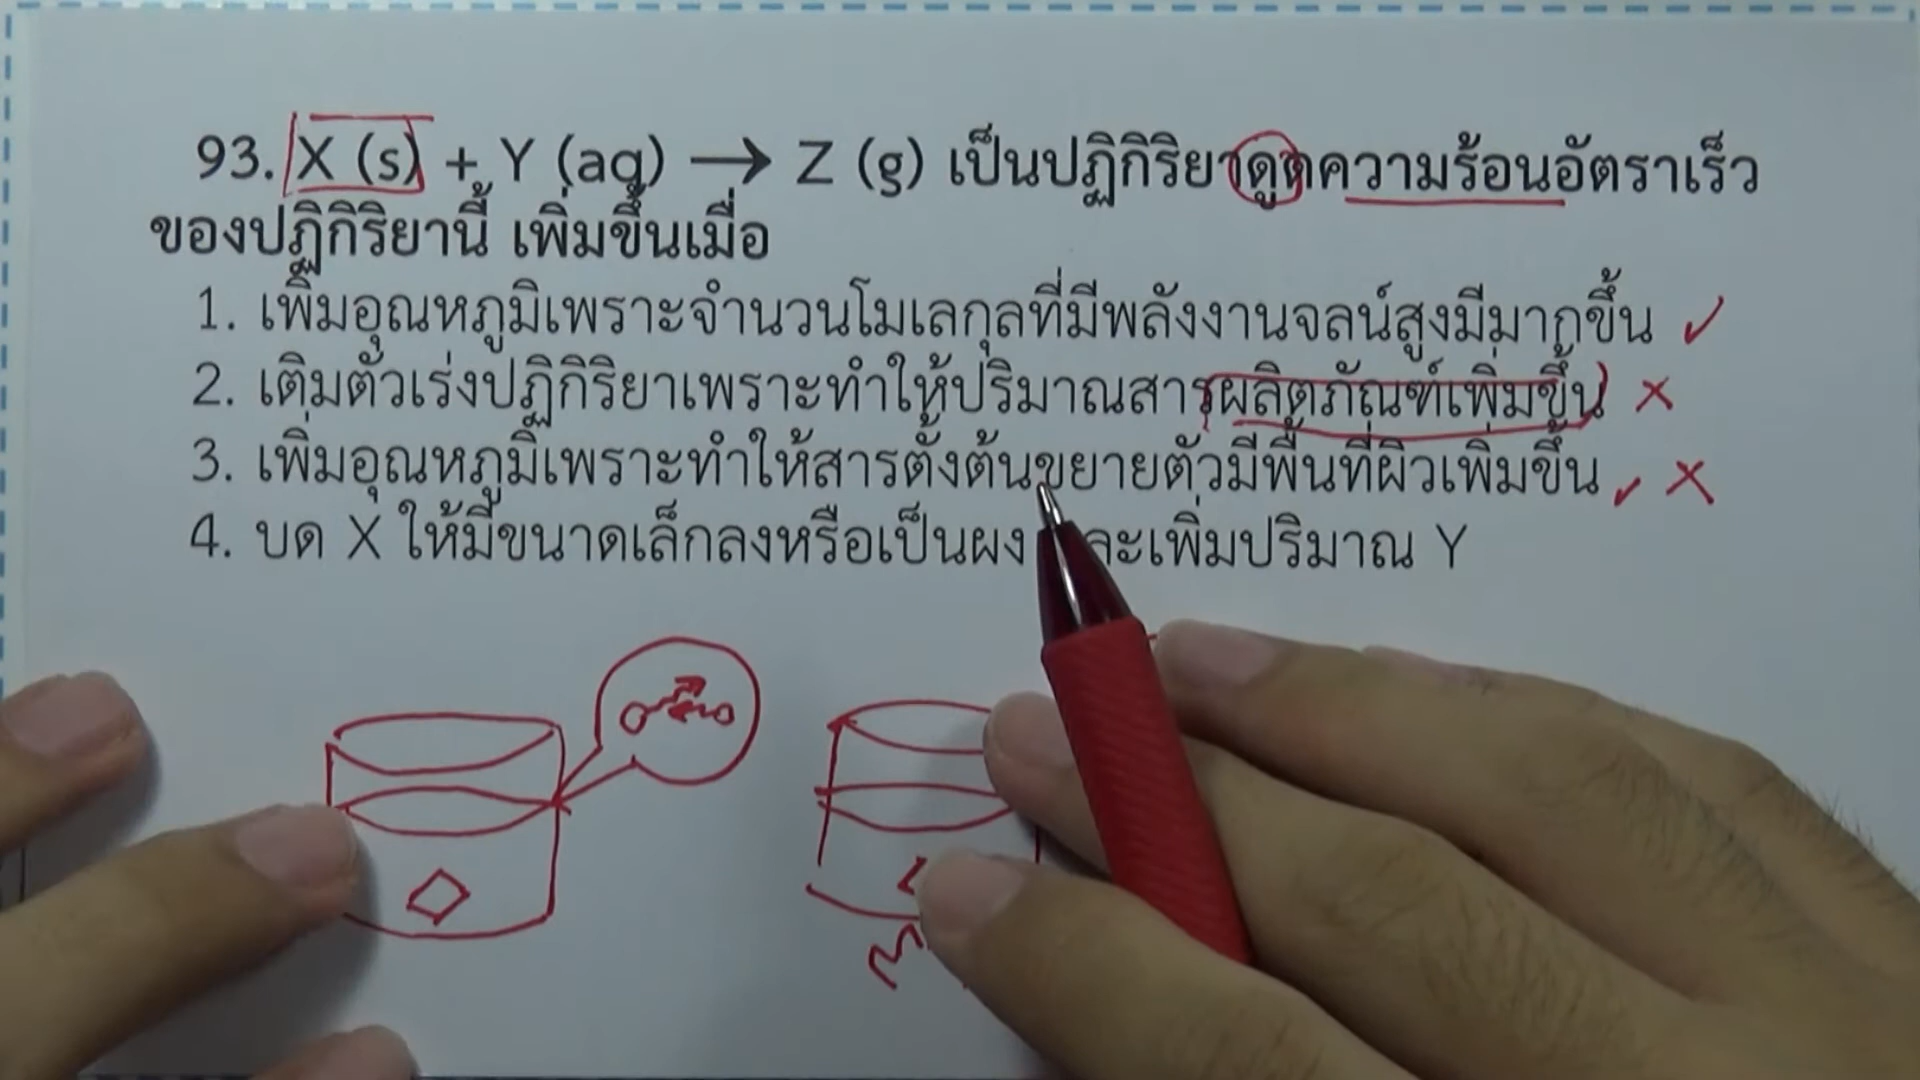 93. X (s) + Y (aq) → Z (g) เป็นปฏิกิริยาดูดความร้อนอัตราเร็ว
ของปฏิกิริยานี้ เพิ่มขึ้นเมื่อ
1. เพิ่มอุณหภูมิเพราะจำนวนโมเลกุลที่มีพลังงานจลน์สูงมีมากขึ้น
2. เติมตัวเร่งปฏิกิริยาเพราะทำให้ปริมาณสารผลิตภัณฑ์เพิ่มขึ้น
3. เพิ่มอุณหภูมิเพราะทำให้สารตั้งต้นขยายตัวมีพื้นที่ผิวเพิ่มขึ้น
4. บด X ให้มีขนาดเล็กลงหรือเป็นผง เพิ่มปริมาณ Y